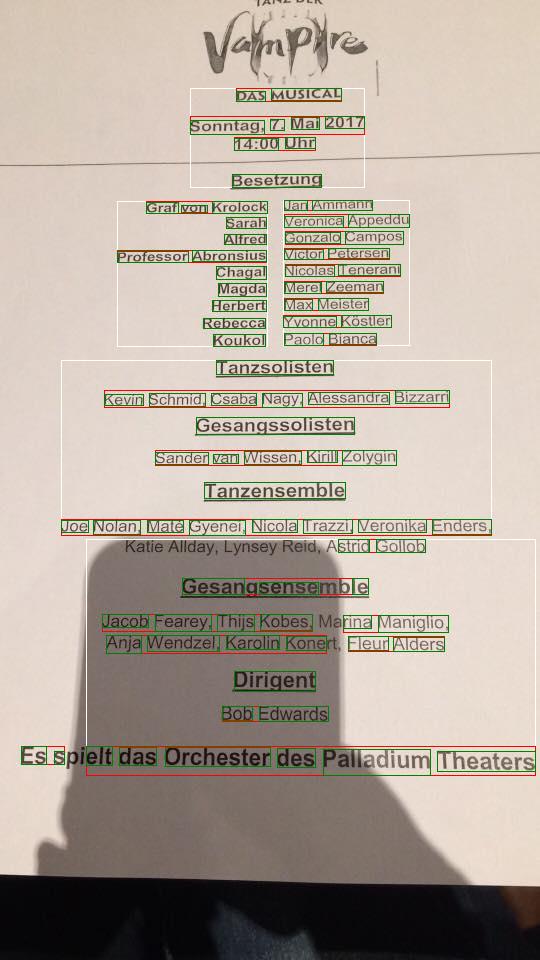 TANZ DER
Vampire
DAS MUSICAL
Sonntag, 7. Mai 2017
14:00 Uhr
Besetzung
Graf von Krolock Jan Ammann
Sarah Veronica Appeddu
Alfred Gonzalo Campos
Professor Abronsius Victor Petersen
Chagal Nicolas Tenerani
Magda Merel Zeeman
Herbert Max Meister
Rebecca Yvonne Köstler
Koukol Paolo Bianca
Tanzsolisten
Kevin Schmid, Csaba Nagy, Alessandra Bizzarri
Gesangssolisten
Sander van Wissen, Kirill Zolygin
Tanzensemble
Joe Nolan, Maté Gyenei, Nicola Trazzi, Veronika Enders,
Katie Allday, Lynsey Reid, Astrid Gollob
Gesangsensemble
Jacob Fearey, Thijs Kobes, Marina Maniglio,
Anja Wendzel, Karolin Konert, Fleur Alders
Dirigent
Bob Edwards
Es spielt das Orchester des Palladium Theaters